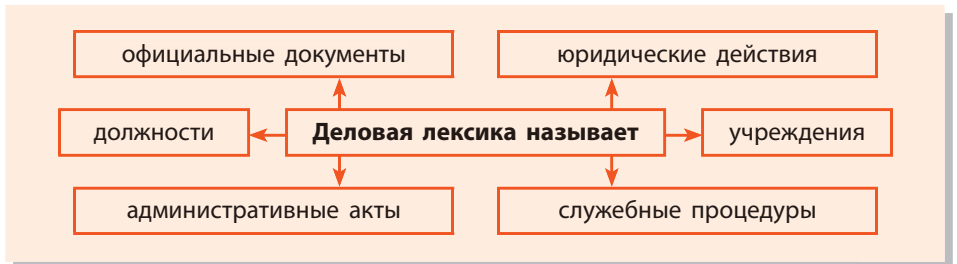 официальные документы
юридические действия
должности
Деловая лексика называет
учреждения
административные акты
служебные процедуры